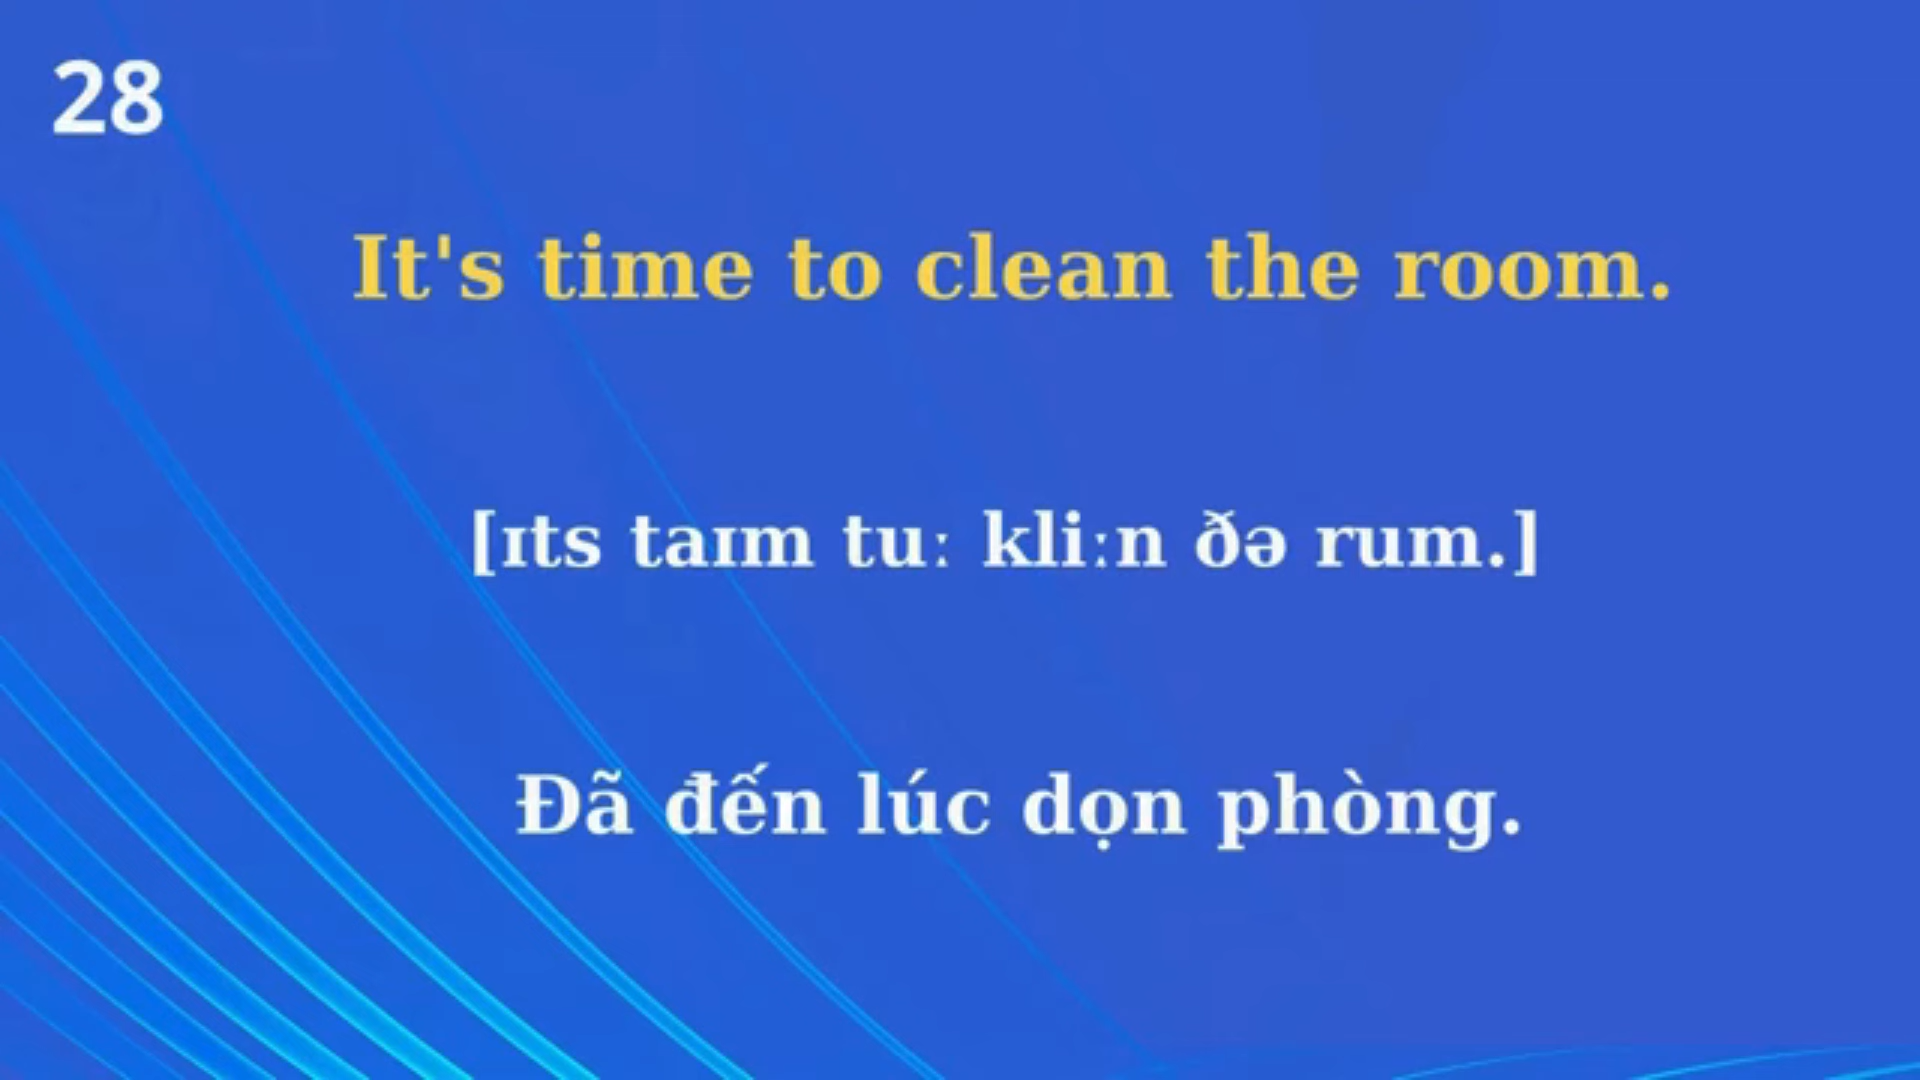 28
It's time to clean the room.
[ɪts taɪm tuː kliːn ðə rum.]
Đã đến lúc dọn phòng.